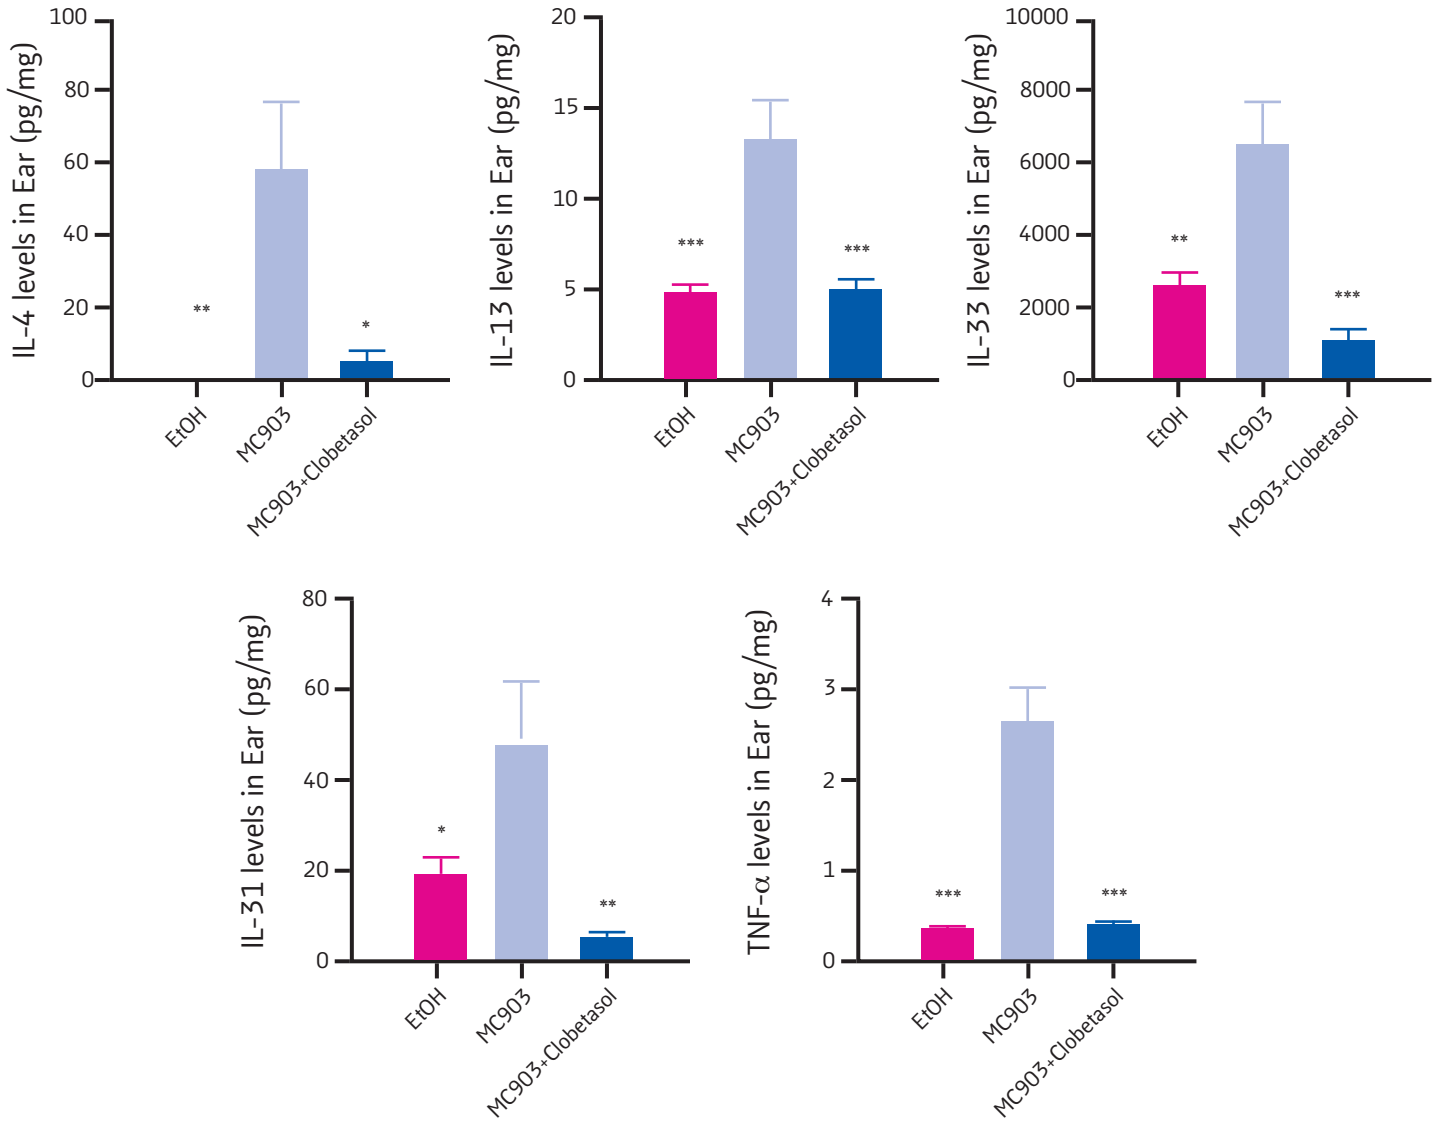 IL-4 levels in Ear (pg/mg)
100
80
60
40
20
0
**
*
EtOH
MC903
MC903+Clobetasol
IL-13 levels in Ear (pg/mg)
20
15
10
5
0
***
***
EtOH
MC903
MC903+Clobetasol
IL-33 levels in Ear (pg/mg)
10000
8000
6000
4000
2000
0
**
***
EtOH
MC903
MC903+Clobetasol
IL-31 levels in Ear (pg/mg)
80
60
40
20
0
*
**
EtOH
MC903
MC903+Clobetasol
TNF-α levels in Ear (pg/mg)
4
3
2
1
0
***
***
EtOH
MC903
MC903+Clobetasol